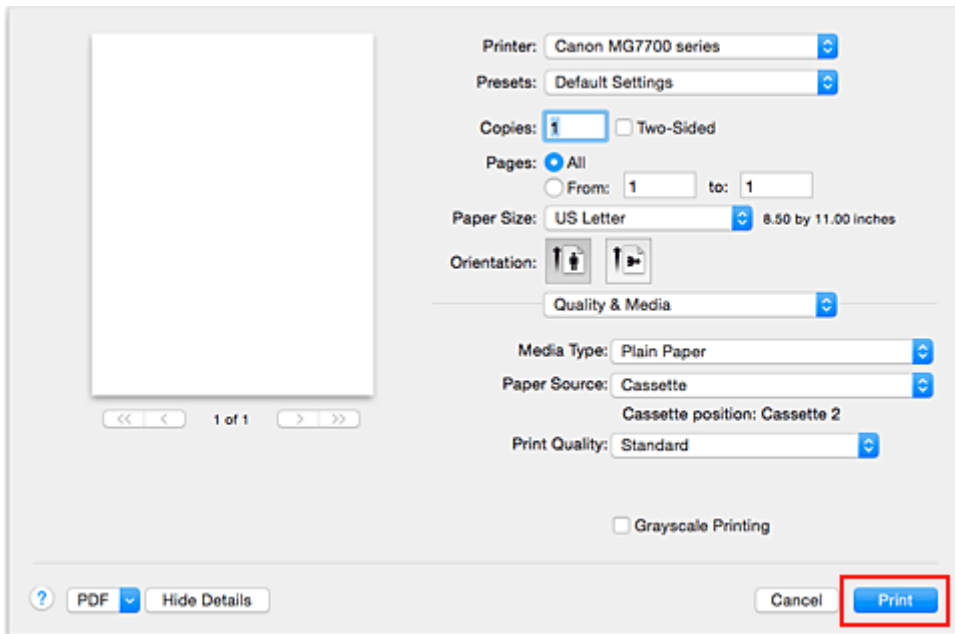 Printer: Canon MG7700 series
Presets: Default Settings
Copies: 1 Two-Sided
Pages: All
From: 1 to: 1
Paper Size: US Letter 8.50 by 11.00 inches
Orientation:
Quality & Media
Media Type: Plain Paper
Paper Source: Cassette
Cassette position: Cassette 2
Print Quality: Standard
Grayscale Printing
<< < 1 of 1 > >>
? PDF Hide Details Cancel Print